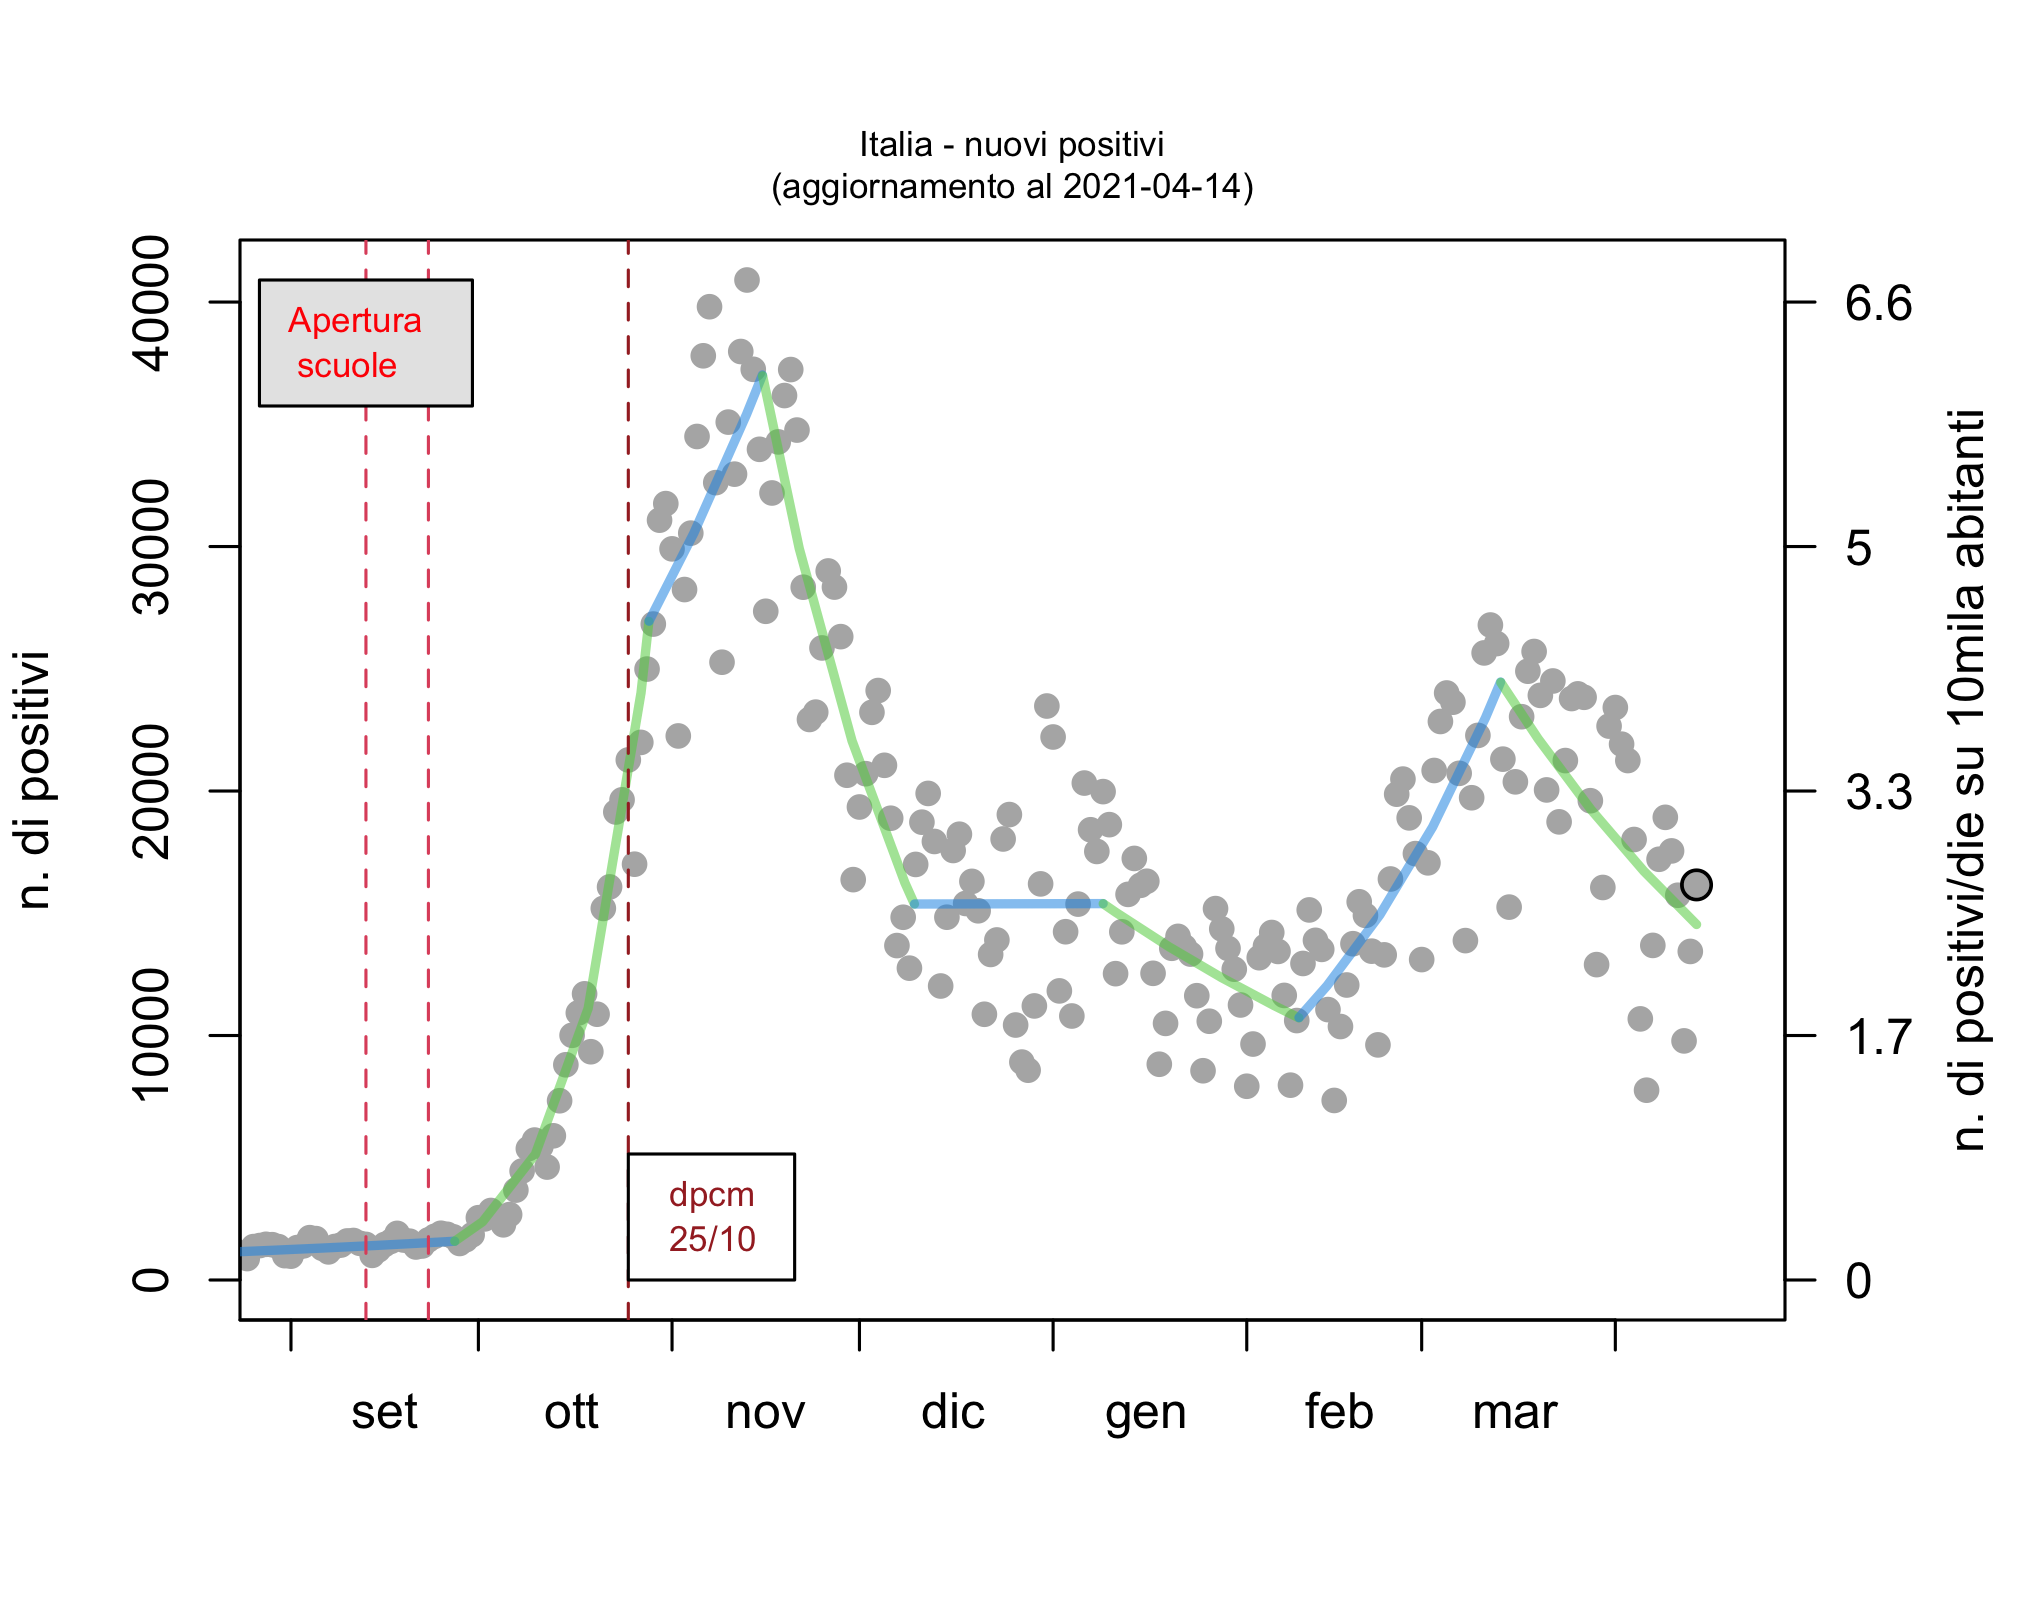 Italia - nuovi positivi
(aggiornamento al 2021-04-14)
n. di positivi
40000
30000
20000
10000
0
Apertura
scuole
dpcm
25/10
6.6
5
3.3
1.7
0
n. di positivi/die su 10mila abitanti
set ott nov dic gen feb mar